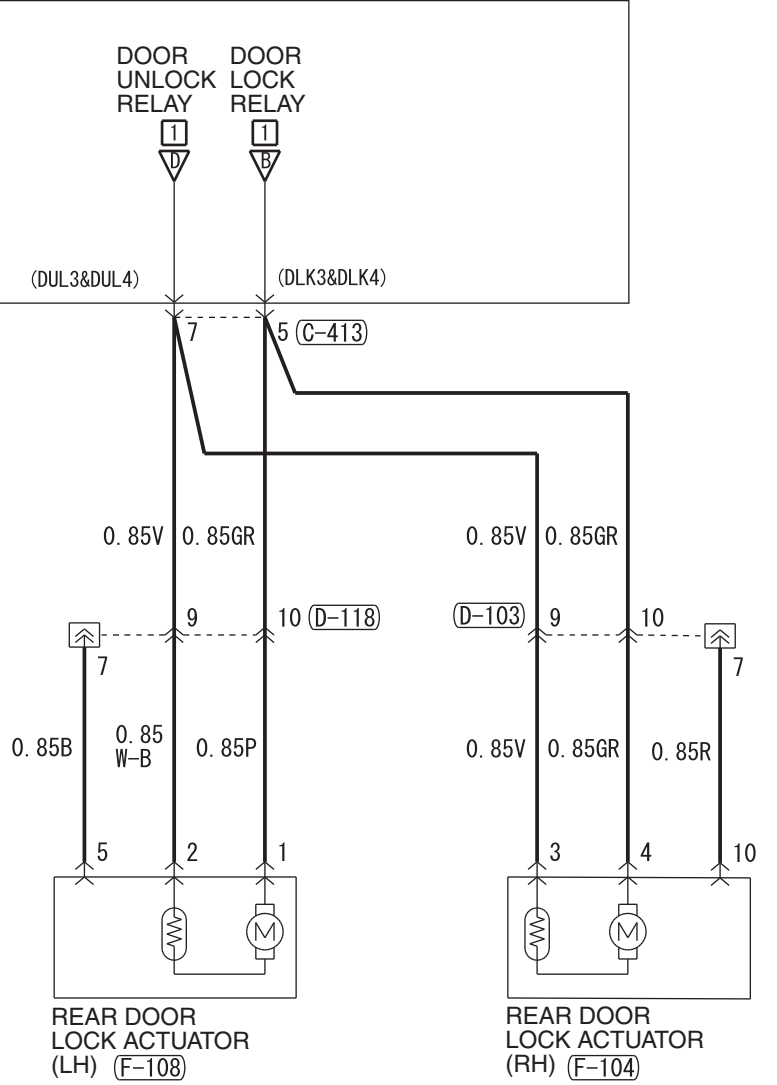 DOOR UNLOCK RELAY
DOOR LOCK RELAY
1
1
D
B
(DUL3&DUL4)
(DLK3&DLK4)
7
5
C-413
0.85V
0.85GR
0.85V
0.85GR
9
10
D-118
D-103
9
10
7
7
0.85B
0.85 W-B
0.85P
0.85V
0.85GR
0.85R
5
2
1
3
4
10
M
M
REAR DOOR
LOCK ACTUATOR
(LH)
F-108
REAR DOOR
LOCK ACTUATOR
(RH)
F-104